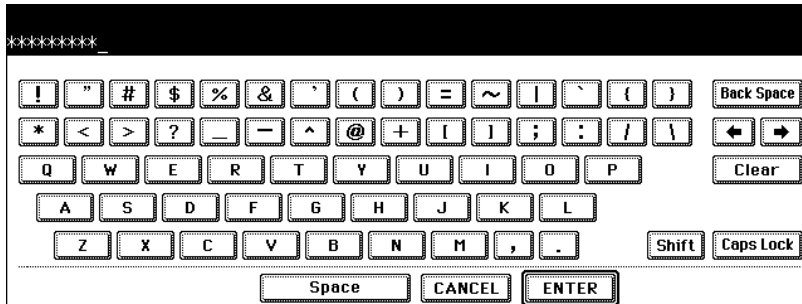 *********_
! " # $ % & ' ( ) = ~ | ` { } Back Space
* < > ? _ - ^ @ + [ ] ; : / \ ← →
Q W E R T Y U I O P Clear
A S D F G H J K L
Z X C V B N M , . Shift Caps Lock
Space CANCEL ENTER